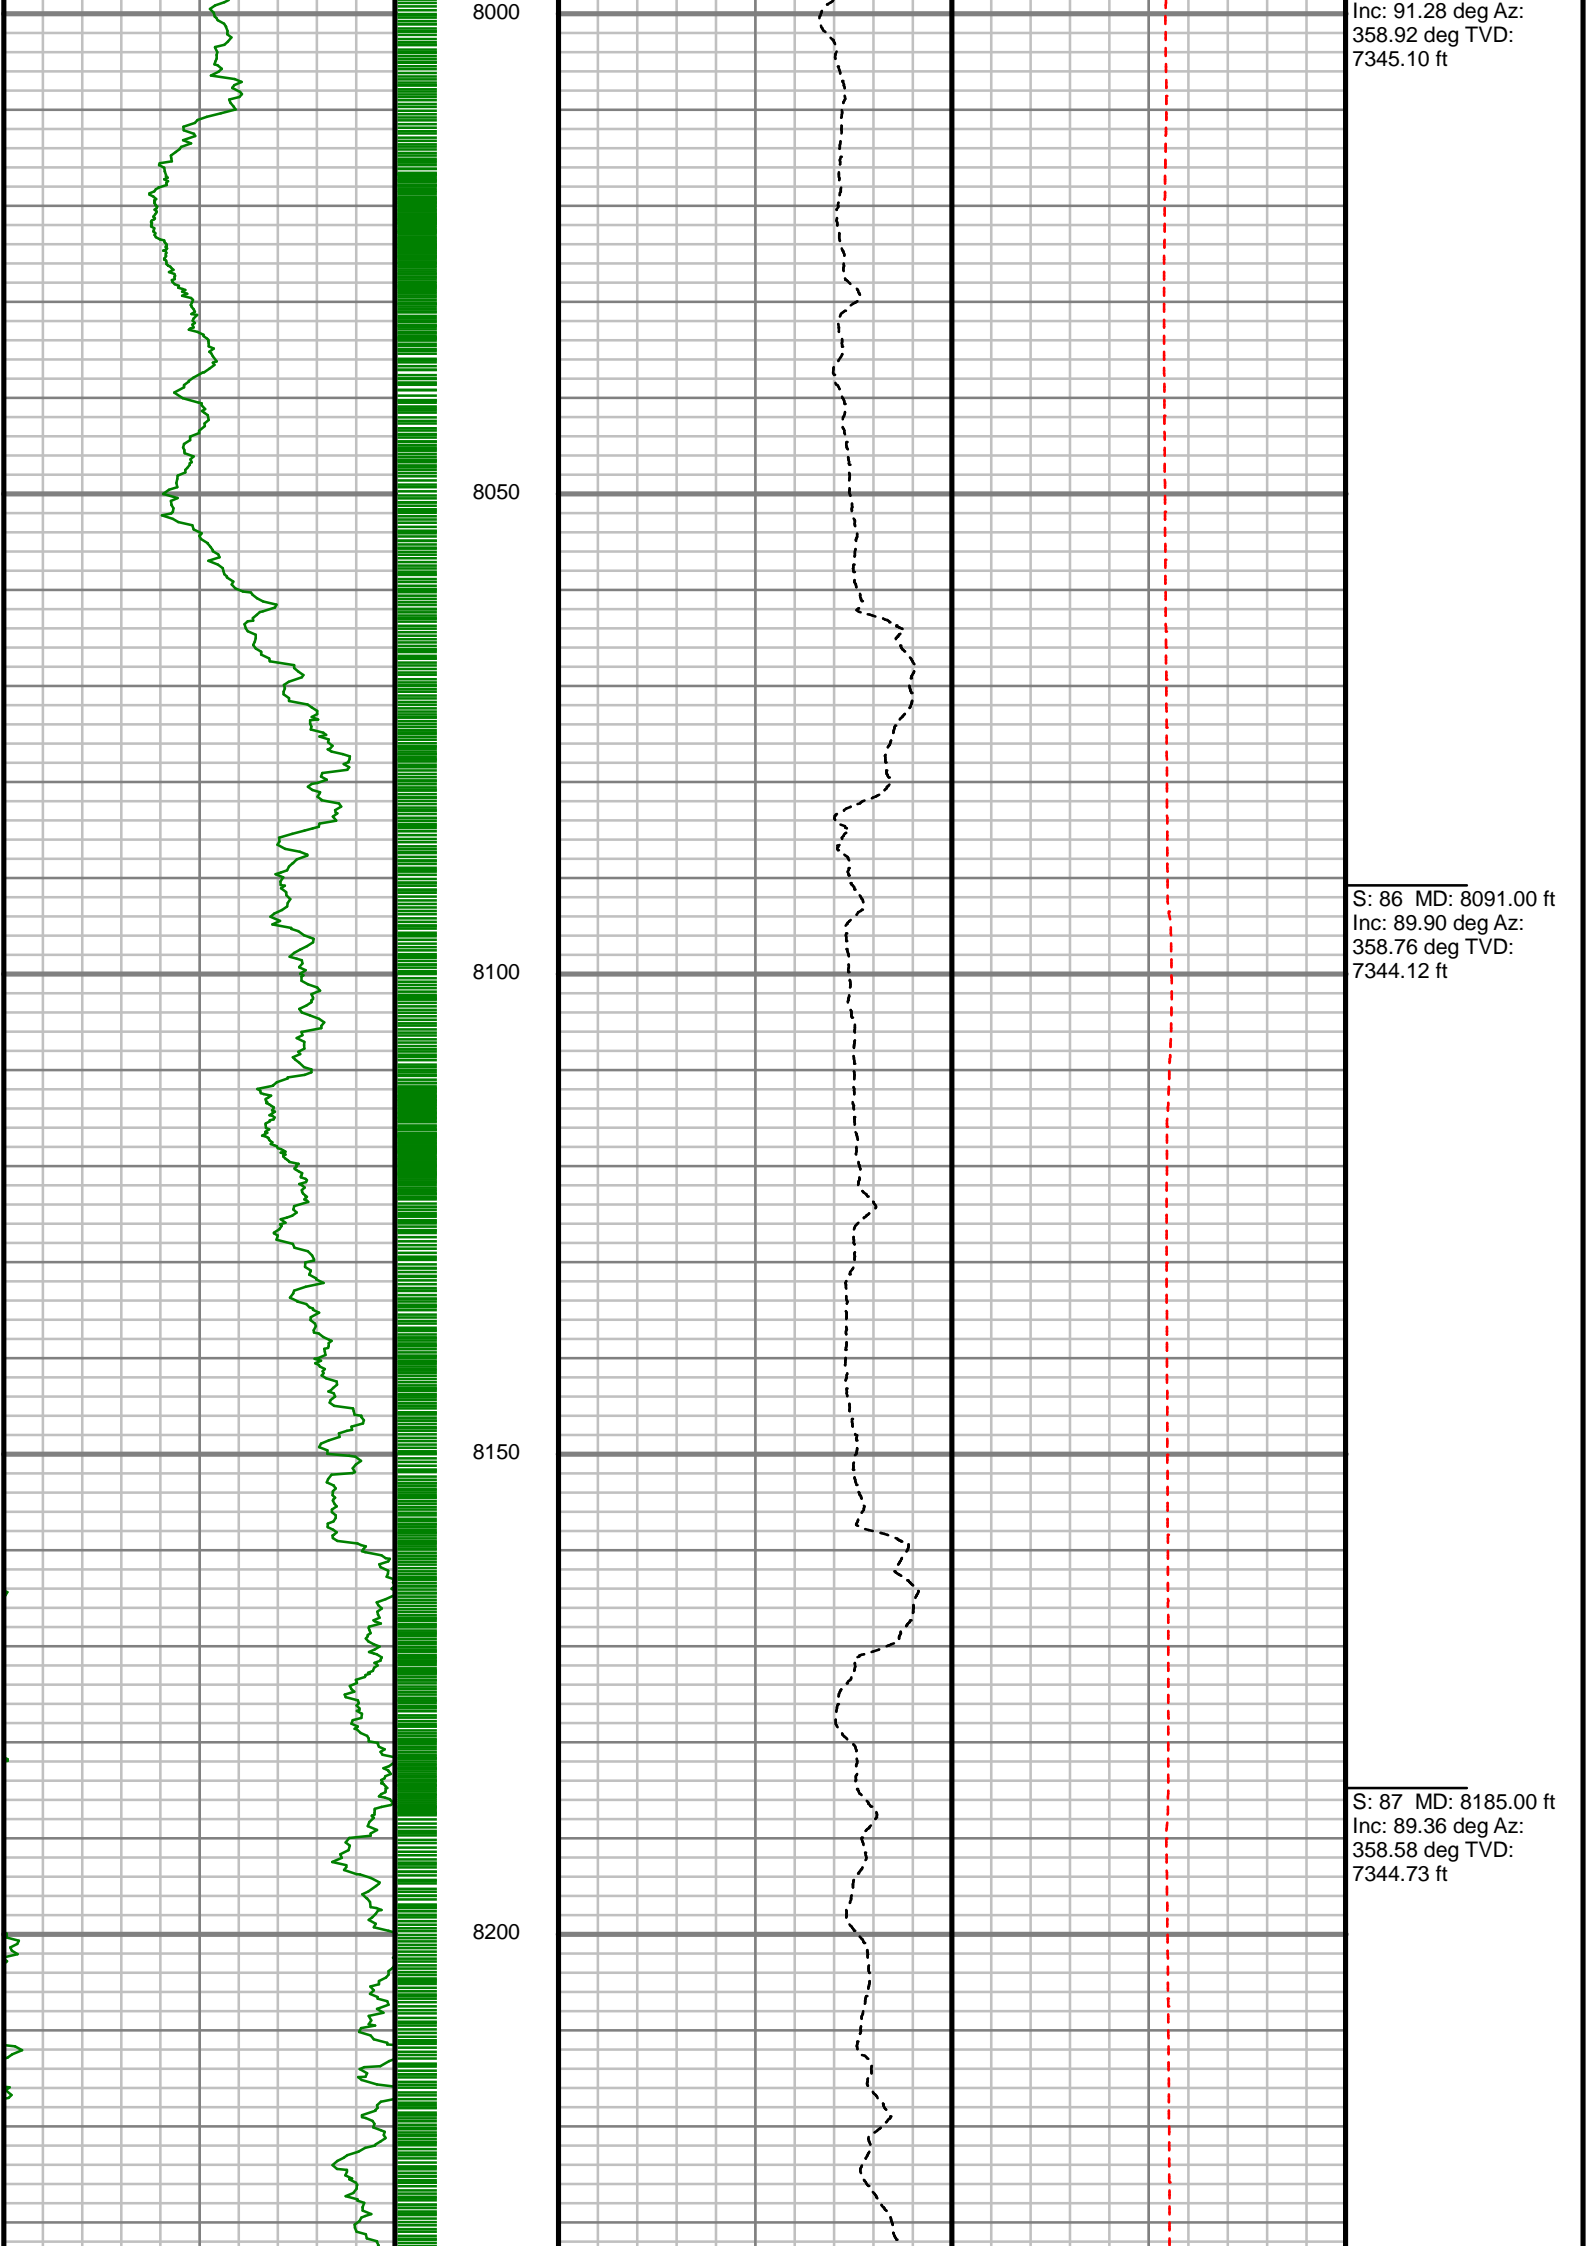 8000
Inc: 91.28 deg Az:
358.92 deg TVD:
7345.10 ft
8050
S: 86 MD: 8091.00 ft
Inc: 89.90 deg Az:
358.76 deg TVD:
7344.12 ft
8100
8150
S: 87 MD: 8185.00 ft
Inc: 89.36 deg Az:
358.58 deg TVD:
7344.73 ft
8200